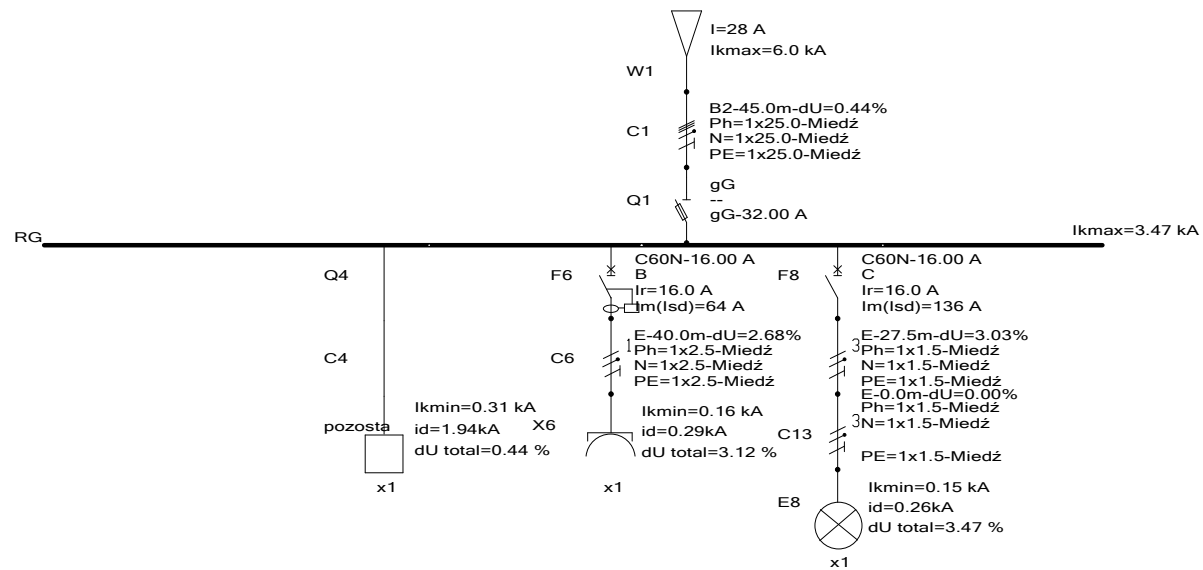 I=28 A
Ikmax=6.0 kA
W1
B2-45.0m-dU=0.44%
Ph=1x25.0-Miedź
C1
N=1x25.0-Miedź
PE=1x25.0-Miedź
gG
Q1
--
gG-32.00 A
RG
Ikmax=3.47 kA
Q4
C4
pozosta
Ikmin=0.31 kA
id=1.94kA
dU total=0.44 %
x1
F6
C60N-16.00 A
B
Ir=16.0 A
Im(Isd)=64 A
E-40.0m-dU=2.68%
1
Ph=1x2.5-Miedź
C6
N=1x2.5-Miedź
PE=1x2.5-Miedź
X6
Ikmin=0.16 kA
id=0.29kA
dU total=3.12 %
x1
F8
C60N-16.00 A
C
Ir=16.0 A
Im(Isd)=136 A
E-27.5m-dU=3.03%
3
Ph=1x1.5-Miedź
N=1x1.5-Miedź
PE=1x1.5-Miedź
E-0.0m-dU=0.00%
Ph=1x1.5-Miedź
3
C13
N=1x1.5-Miedź
PE=1x1.5-Miedź
E8
Ikmin=0.15 kA
id=0.26kA
dU total=3.47 %
x1